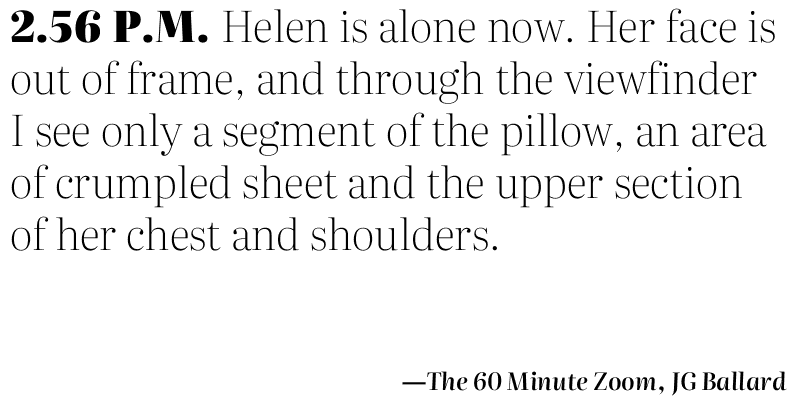 2.56 P.M. Helen is alone now. Her face is
out of frame, and through the viewfinder
I see only a segment of the pillow, an area
of crumpled sheet and the upper section
of her chest and shoulders.
—The 60 Minute Zoom, JG Ballard